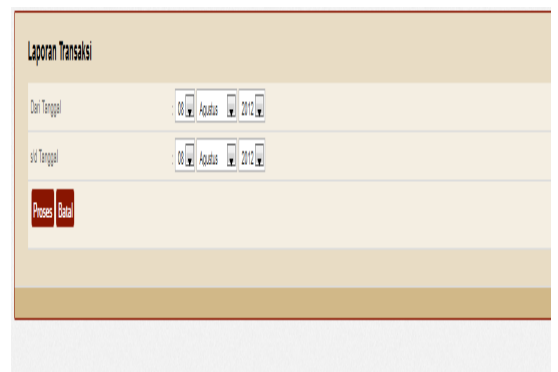 Laporan Transaksi
Dari Tanggal : 08 Agustus 2012
s/d Tanggal : 08 Agustus 2012
Proses Batal